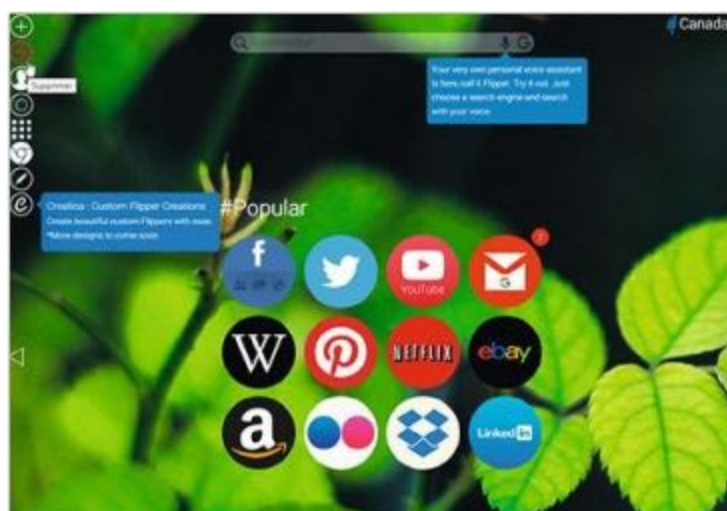 #Canada
Your very own personal voice assistant
is here, call it Flipper. Try it out. Just
choose a search engine and search
with your voice.
Supprimer
Creatica : Custom Flipper Creations
Create beautiful custom Flippers with ease.
*More designs to come soon.
#Popular
f
YouTube
G
W
NETFLIX
ebay
a
Linked in